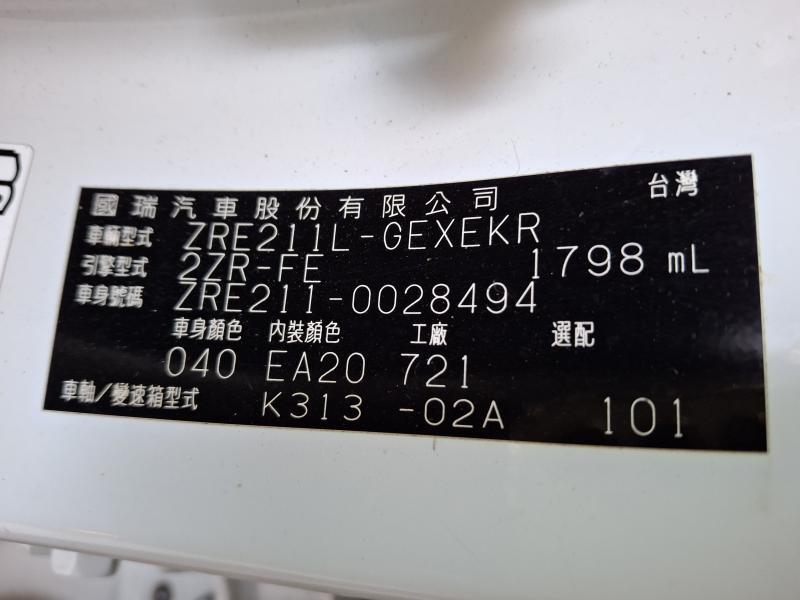 國瑞汽車股份有限公司 台灣
車輛型式 ZRE211L-GEXEKR
引擎型式 2ZR-FE 1798 mL
車身號碼 ZRE211-0028494
車身顏色 內裝顏色 工廠 選配
040 EA20 721
車軸/變速箱型式 K313 -02A 101